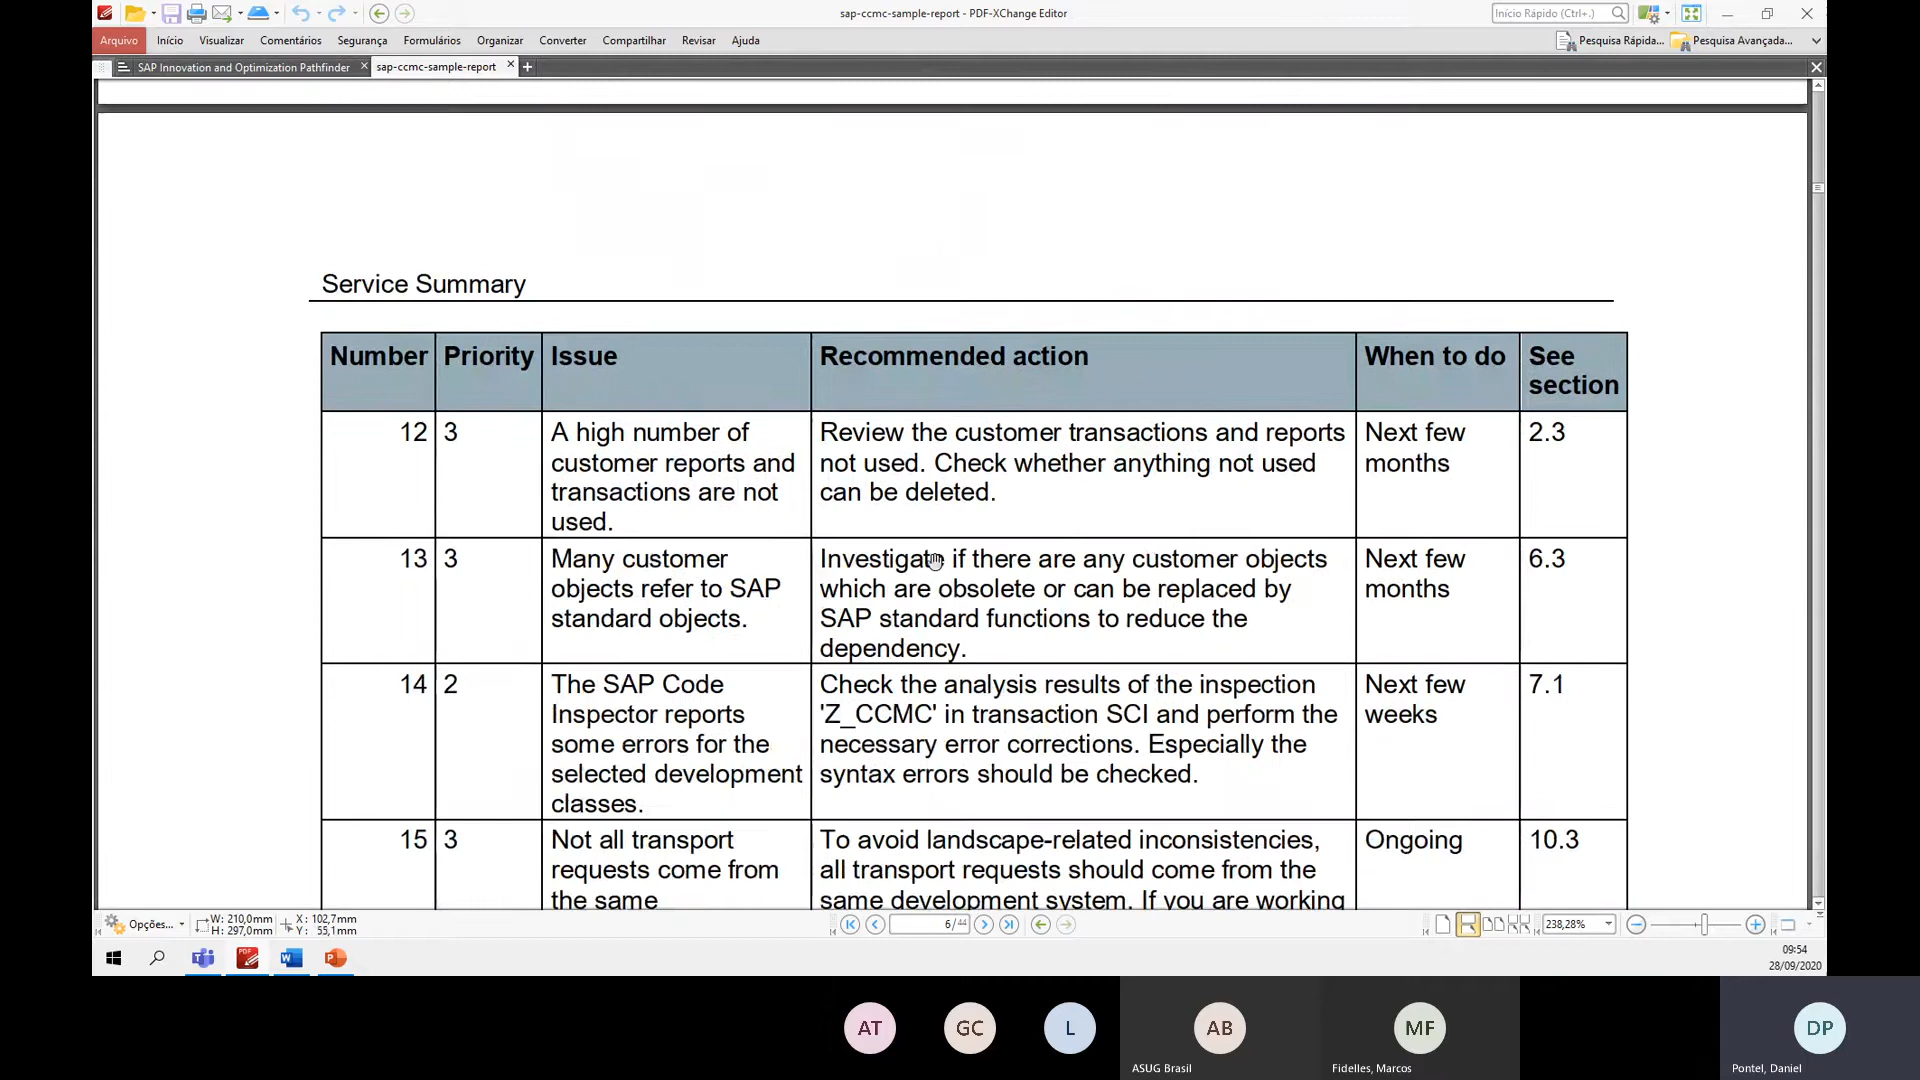 sap-ccmc-sample-report - PDF-XChange Editor
Início Rápido (Ctrl+.)
Arquivo Início Visualizar Comentários Segurança Formulários Organizar Converter Compartilhar Revisar Ajuda
Pesquisa Rápida... Pesquisa Avançada...
SAP Innovation and Optimization Pathfinder sap-ccmc-sample-report
Service Summary
Number Priority Issue Recommended action When to do See
section
12 3 A high number of Review the customer transactions and reports Next few 2.3
customer reports and not used. Check whether anything not used months
transactions are not can be deleted.
used.
13 3 Many customer Investigate if there are any customer objects Next few 6.3
objects refer to SAP which are obsolete or can be replaced by months
standard objects. SAP standard functions to reduce the
dependency.
14 2 The SAP Code Check the analysis results of the inspection Next few 7.1
Inspector reports 'Z_CCMC' in transaction SCI and perform the weeks
some errors for the necessary error corrections. Especially the
selected development syntax errors should be checked.
classes.
15 3 Not all transport To avoid landscape-related inconsistencies, Ongoing 10.3
requests come from all transport requests should come from the
the same same development system. If you are working
Opções... W: 210,0mm X: 102,7mm 6/44 238,28%
H: 297,0mm Y: 55,1mm
09:54
28/09/2020
AT GC L AB MF DP
ASUG Brasil Fidelles, Marcos Pontel, Daniel